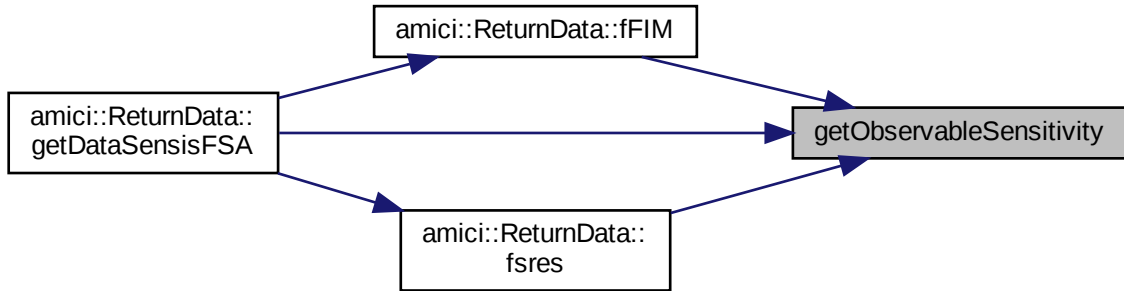 amici::ReturnData::fFIM
amici::ReturnData::
getDataSensisFSA
getObservableSensitivity
amici::ReturnData::
fsres